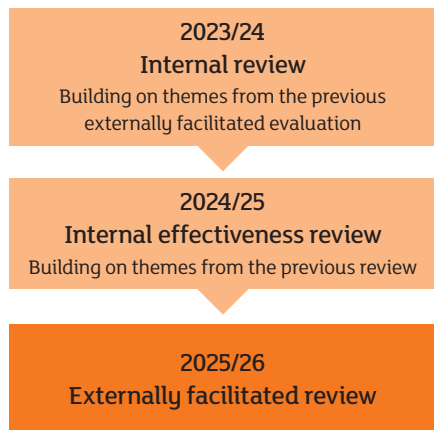 2023/24
Internal review
Building on themes from the previous
externally facilitated evaluation
2024/25
Internal effectiveness review
Building on themes from the previous review
2025/26
Externally facilitated review